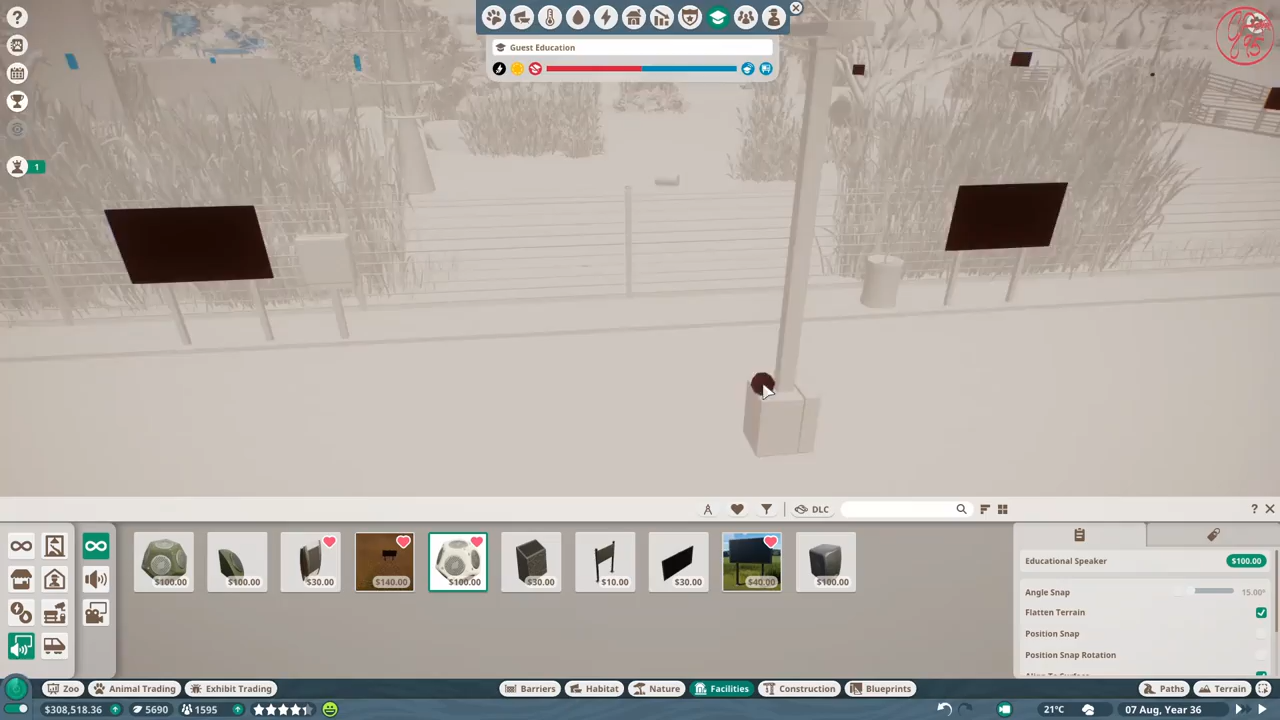 Guest Education
1
DLC
$100.00
$100.00
$30.00
$140.00
$100.00
$30.00
$10.00
$30.00
$40.00
$100.00
Educational Speaker
$100.00
Angle Snap
15.00°
Flatten Terrain
Position Snap
Position Snap Rotation
Zoo
Animal Trading
Exhibit Trading
Barriers
Habitat
Nature
Facilities
Construction
Blueprints
Paths
Terrain
$308,518.36
5690
1595
21°C
07 Aug, Year 36